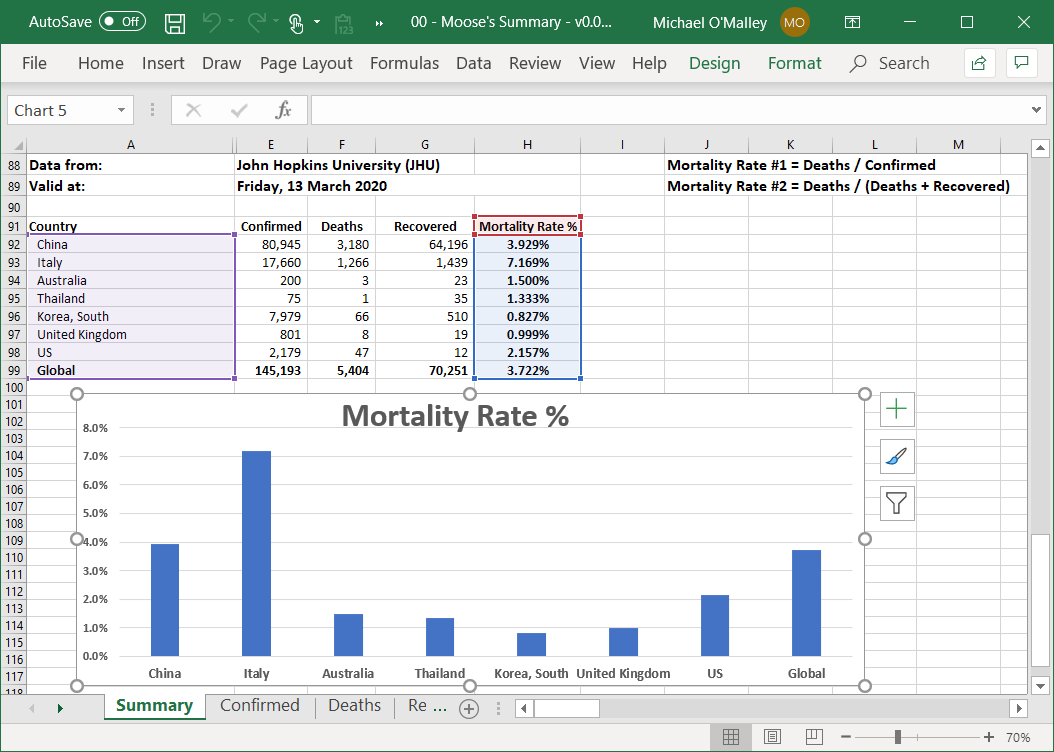 AutoSave Off 00 - Moose's Summary - v0.0... Michael O'Malley MO
File Home Insert Draw Page Layout Formulas Data Review View Help Design Format Search
Chart 5 fx
A E F G H I J K L M
88 Data from: John Hopkins University (JHU) Mortality Rate #1 = Deaths / Confirmed
89 Valid at: Friday, 13 March 2020 Mortality Rate #2 = Deaths / (Deaths + Recovered)
90
91 Country Confirmed Deaths Recovered Mortality Rate %
92 China 80,945 3,180 64,196 3.929%
93 Italy 17,660 1,266 1,439 7.169%
94 Australia 200 3 23 1.500%
95 Thailand 75 1 35 1.333%
96 Korea, South 7,979 66 510 0.827%
97 United Kingdom 801 8 19 0.999%
98 US 2,179 47 12 2.157%
99 Global 145,193 5,404 70,251 3.722%
100
101 Mortality Rate %
102 8.0%
103
104 7.0%
105
106 6.0%
107
108 5.0%
109 4.0%
110
111 3.0%
112 2.0%
113
114 1.0%
115
116 0.0%
117 China Italy Australia Thailand Korea, South United Kingdom US Global
118
Summary Confirmed Deaths Re ...
70%